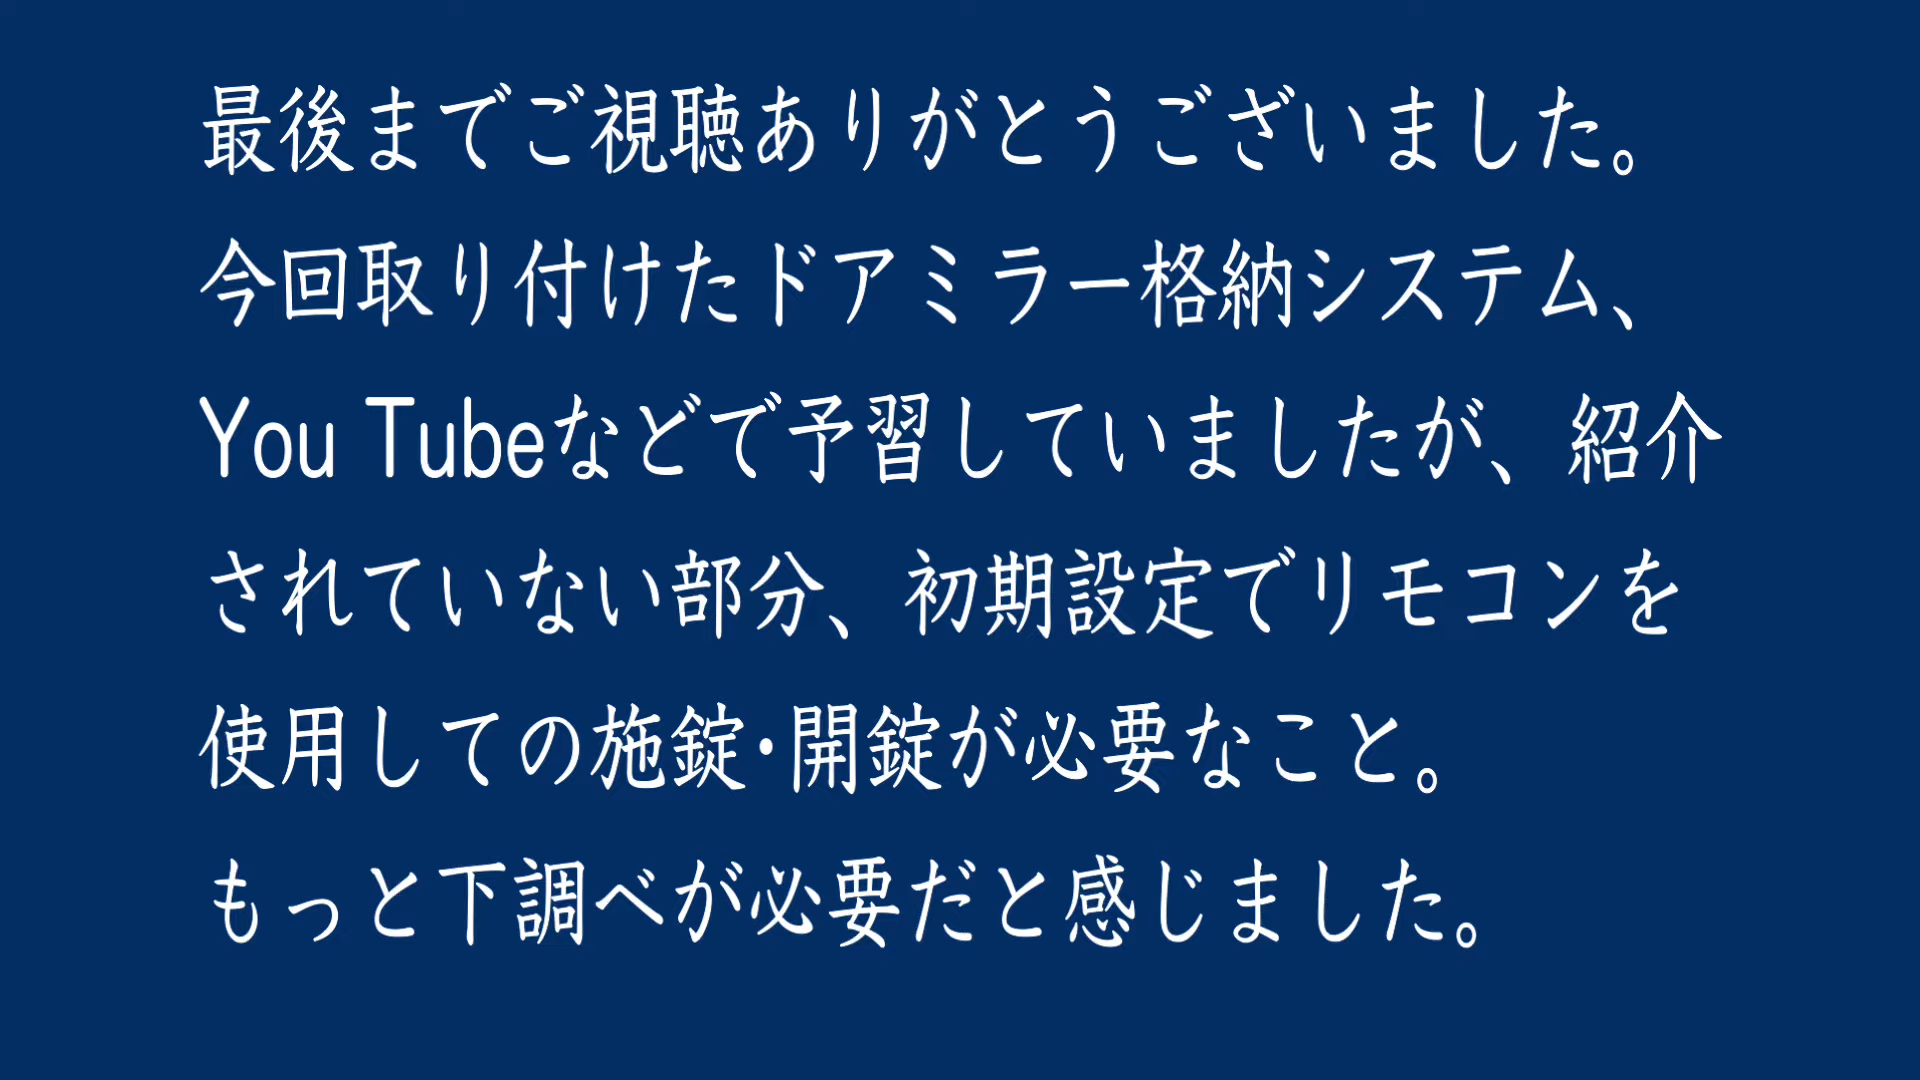 最後までご視聴ありがとうございました。
今回取り付けたドアミラー格納システム、
You Tubeなどで予習していましたが、紹介
されていない部分、初期設定でリモコンを
使用しての施錠・開錠が必要なこと。
もっと下調べが必要だと感じました。